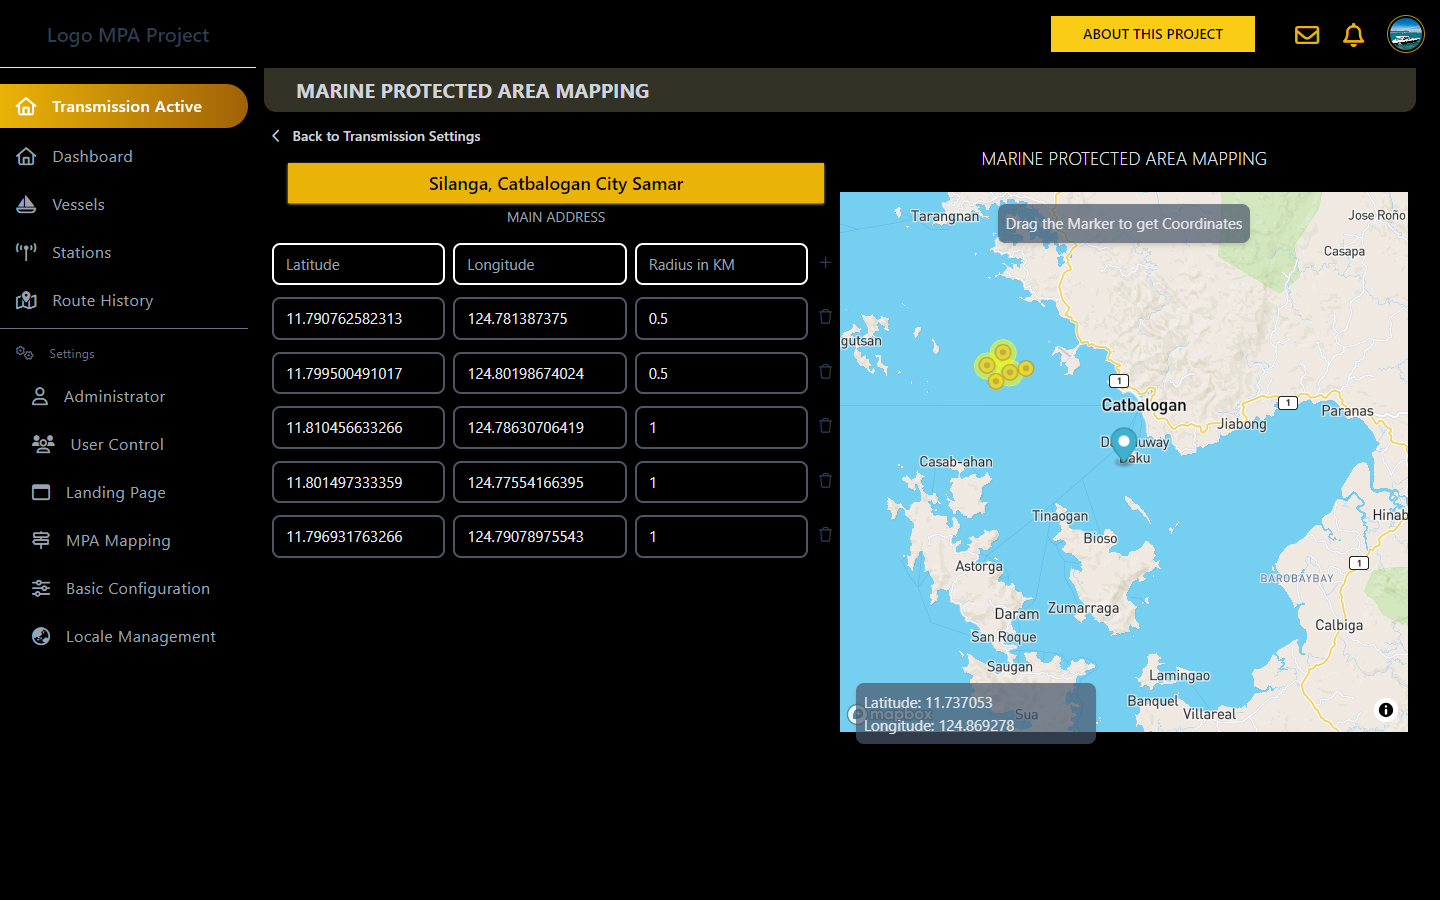 Logo MPA Project
ABOUT THIS PROJECT
Transmission Active
Dashboard
Vessels
Stations
Route History
Settings
Administrator
User Control
Landing Page
MPA Mapping
Basic Configuration
Locale Management
MARINE PROTECTED AREA MAPPING
Back to Transmission Settings
Silanga, Catbalogan City Samar
MAIN ADDRESS
Latitude Longitude Radius in KM
11.790762582313 124.781387375 0.5
11.799500491017 124.80198674024 0.5
11.810456633266 124.78630706419 1
11.801497333359 124.77554166395 1
11.796931763266 124.79078975543 1
MARINE PROTECTED AREA MAPPING
Drag the Marker to get Coordinates
Tarangnan
Jose Roño
Casapa
gutsan
1
Catbalogan
1
Paranas
Jiabong
Casab-ahan
Tinaogan
Hinab
Bioso
1
Astorga
BAROBAYBAY
Daram
Zumarraga
Calbiga
San Roque
Saugan
Lamingao
Banquel
Villareal
Sua
mapbox
Latitude: 11.737053
Longitude: 124.869278